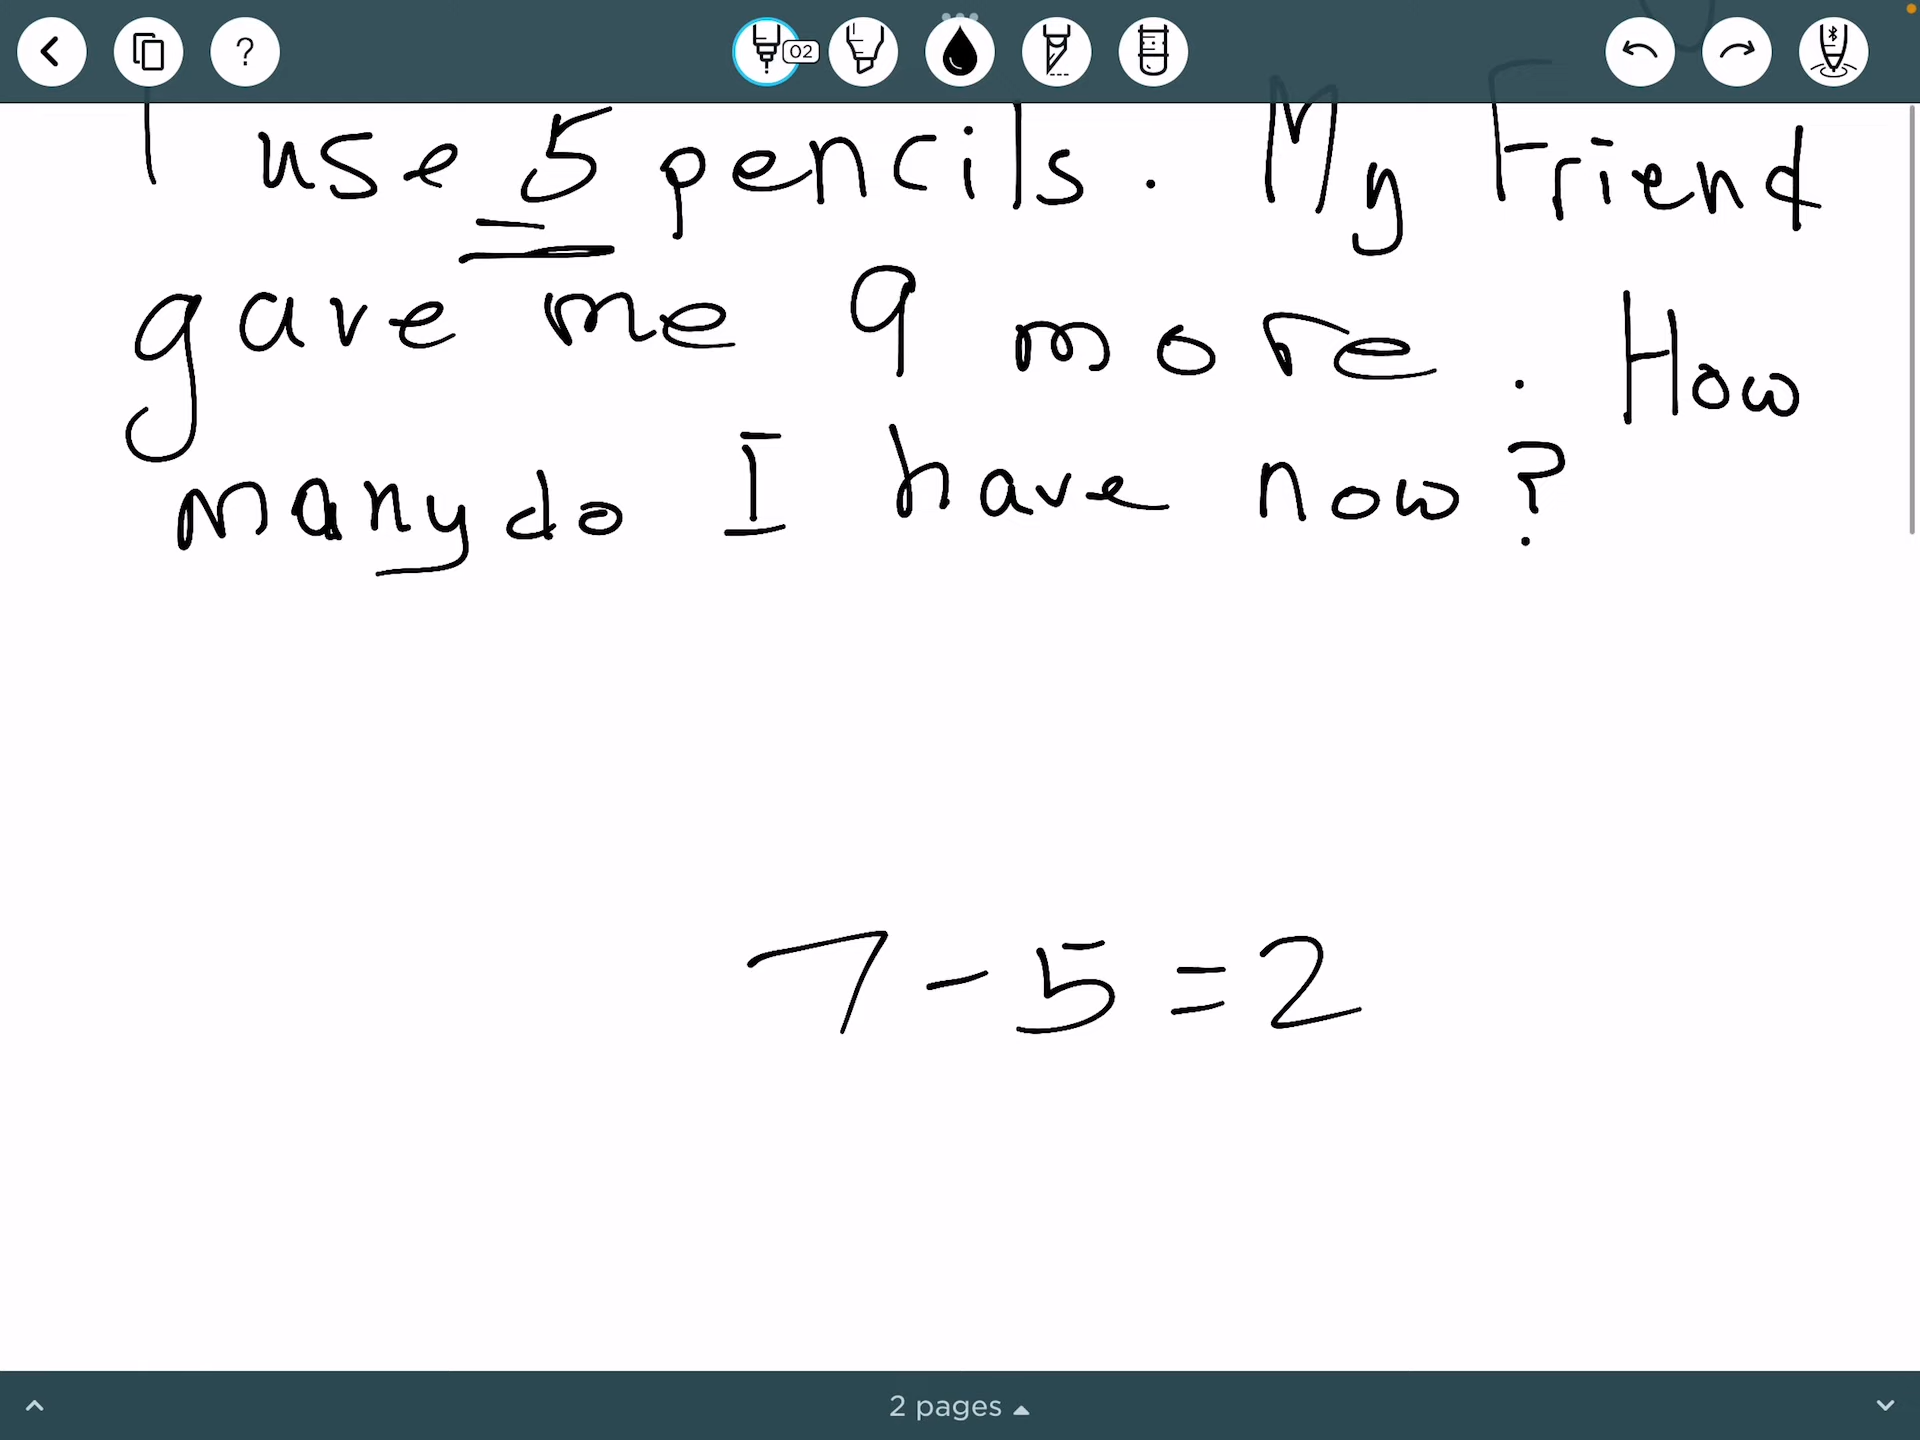 ?
02
I use 5 pencils. My Friend
gave me 9 more. How
many do I have now?
7 - 5 = 2
2 pages